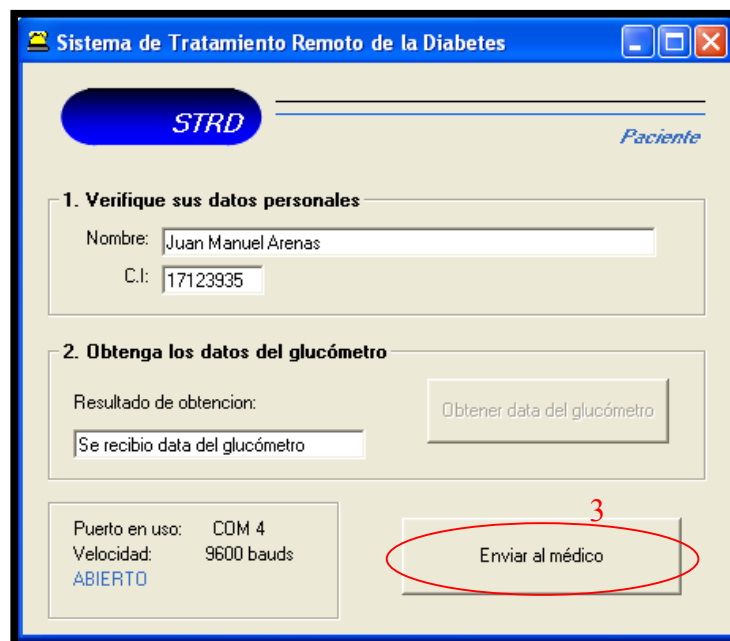 Sistema de Tratamiento Remoto de la Diabetes
STRD
Paciente
1. Verifique sus datos personales
Nombre: Juan Manuel Arenas
C.I: 17123935
2. Obtenga los datos del glucómetro
Resultado de obtencion:
Obtener data del glucómetro
Se recibio data del glucómetro
3
Puerto en uso: COM 4
Velocidad: 9600 bauds
ABIERTO
Enviar al médico